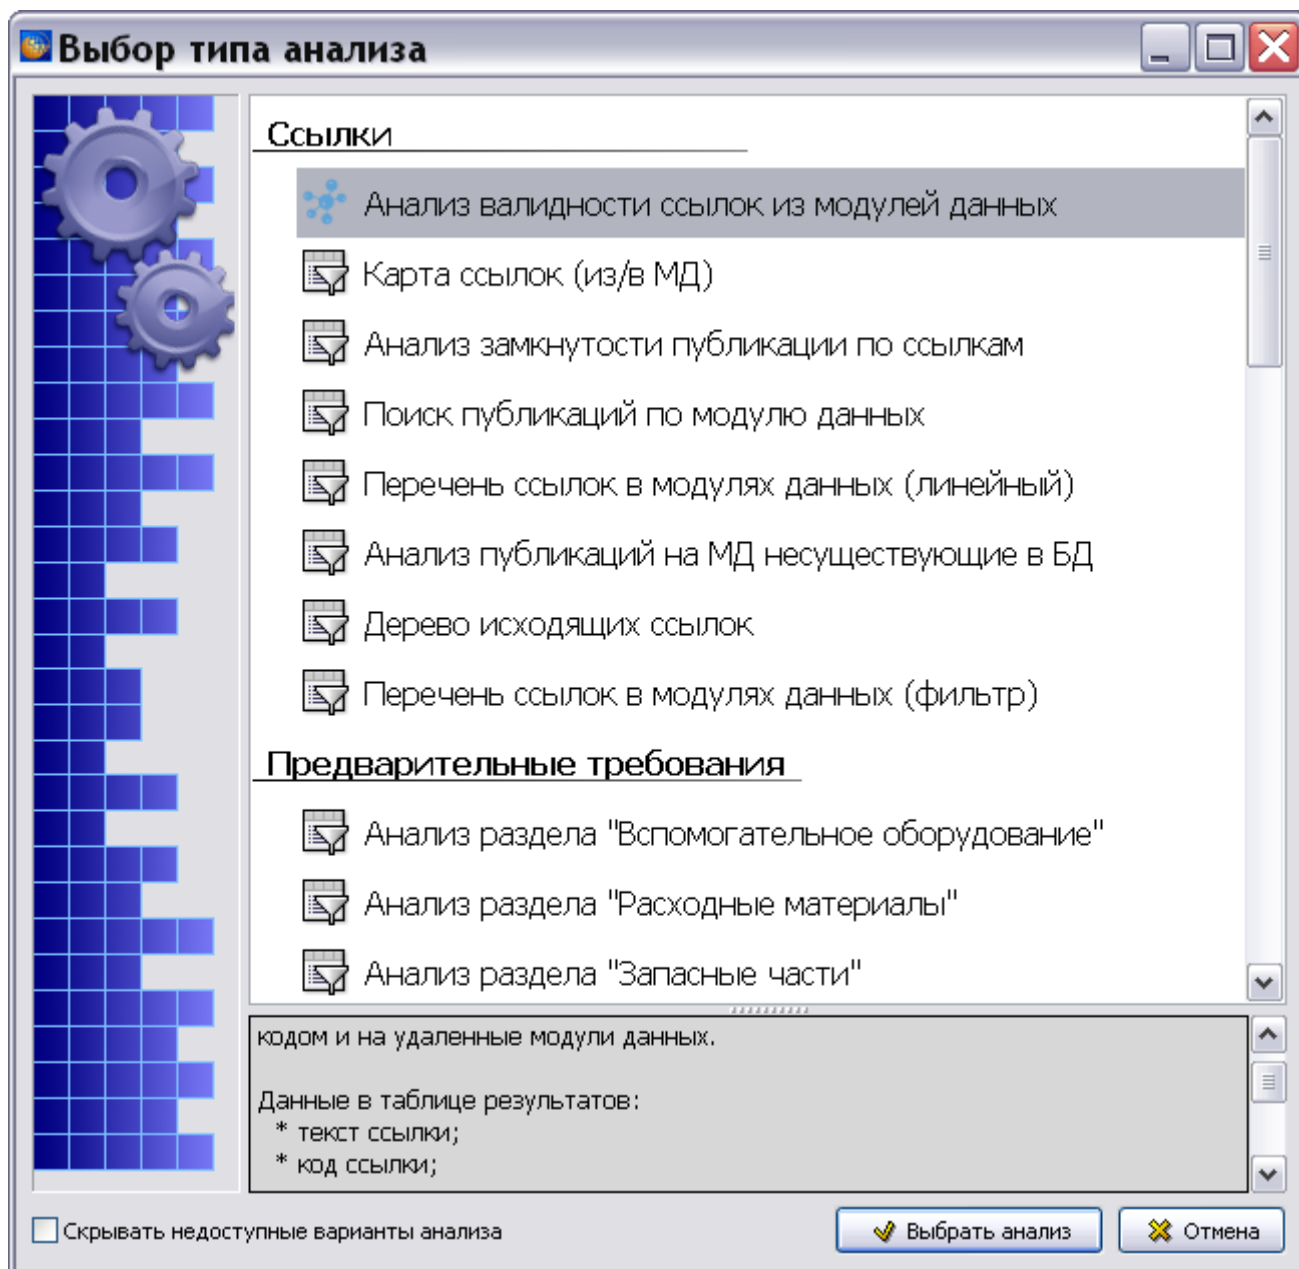 Выбор типа анализа
Ссылки
Анализ валидности ссылок из модулей данных
Карта ссылок (из/в МД)
Анализ замкнутости публикации по ссылкам
Поиск публикаций по модулю данных
Перечень ссылок в модулях данных (линейный)
Анализ публикаций на МД несуществующие в БД
Дерево исходящих ссылок
Перечень ссылок в модулях данных (фильтр)
Предварительные требования
Анализ раздела "Вспомогательное оборудование"
Анализ раздела "Расходные материалы"
Анализ раздела "Запасные части"
кодом и на удаленные модули данных.
Данные в таблице результатов:
* текст ссылки;
* код ссылки;
Скрывать недоступные варианты анализа
Выбрать анализ
Отмена